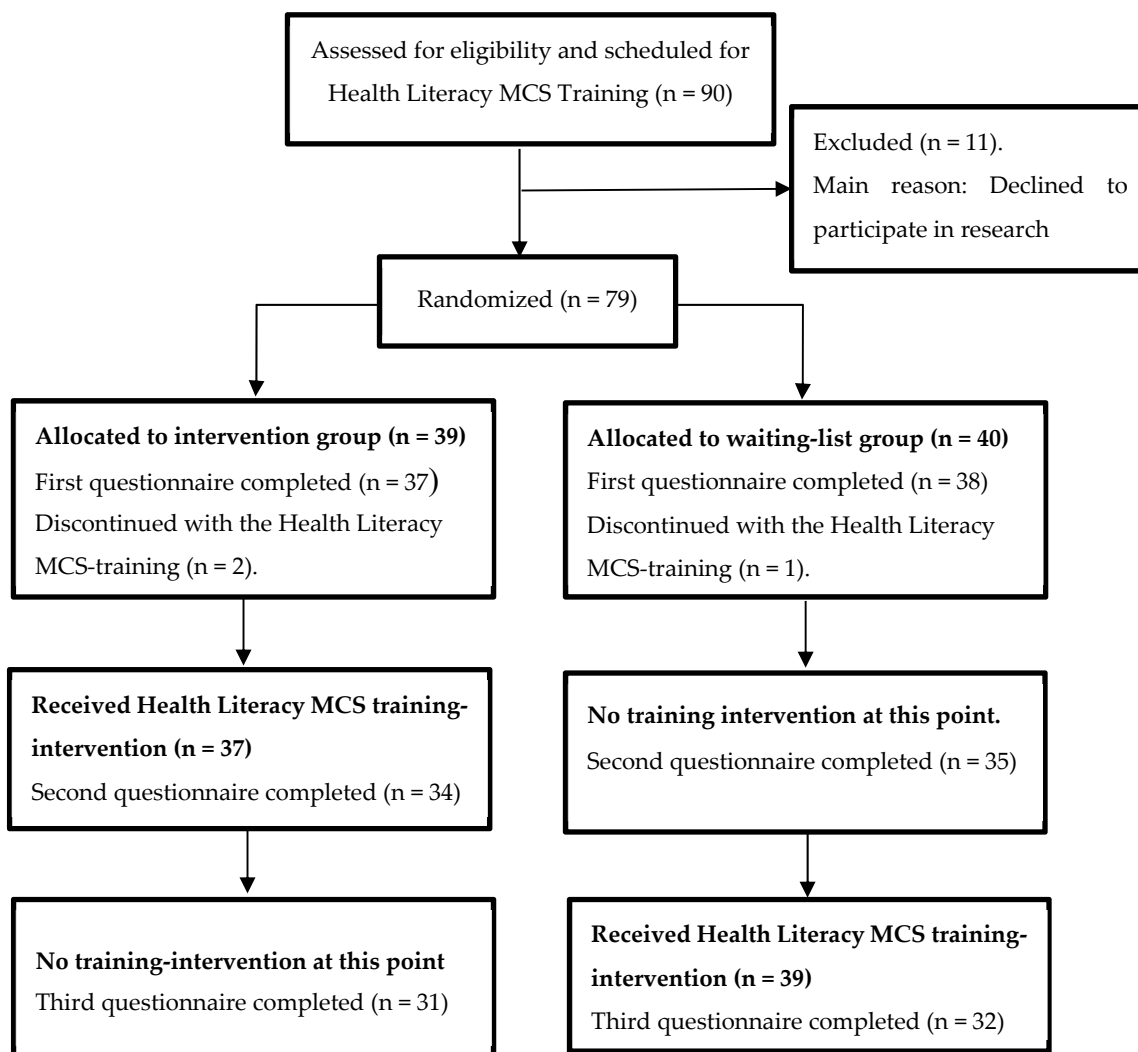 Assessed for eligibility and scheduled for
Health Literacy MCS Training (n = 90)
Excluded (n = 11).
Main reason: Declined to
participate in research
Randomized (n = 79)
Allocated to intervention group (n = 39)
First questionnaire completed (n = 37)
Discontinued with the Health Literacy
MCS-training (n = 2).
Allocated to waiting-list group (n = 40)
First questionnaire completed (n = 38)
Discontinued with the Health Literacy
MCS-training (n = 1).
Received Health Literacy MCS training-
intervention (n = 37)
Second questionnaire completed (n = 34)
No training intervention at this point.
Second questionnaire completed (n = 35)
No training-intervention at this point
Third questionnaire completed (n = 31)
Received Health Literacy MCS training-
intervention (n = 39)
Third questionnaire completed (n = 32)